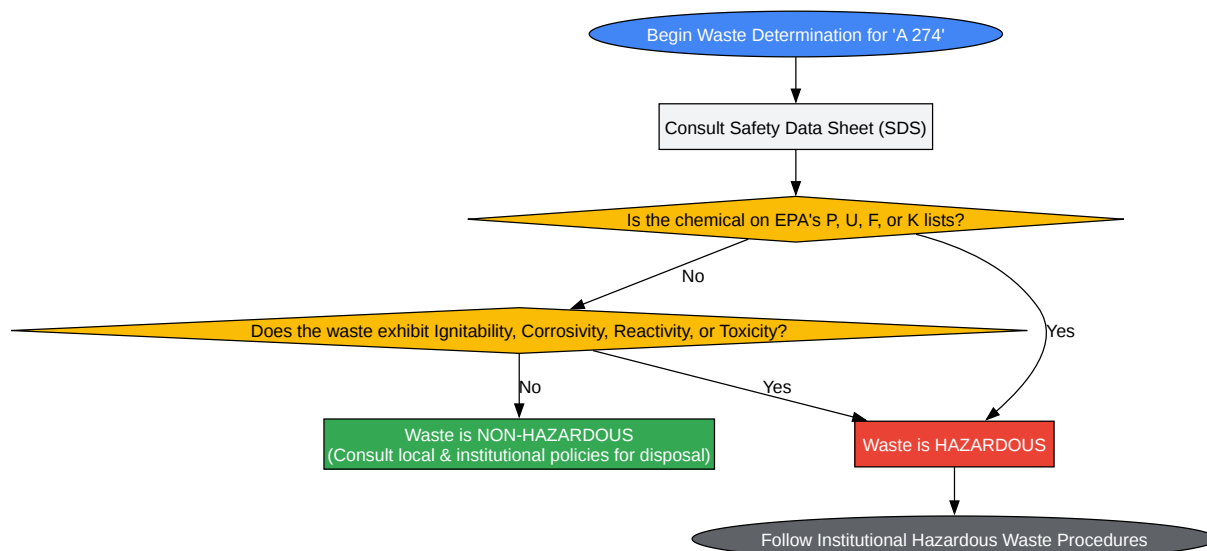 Begin Waste Determination for 'A 274'
Consult Safety Data Sheet (SDS)
Is the chemical on EPA's P, U, F, or K lists?
No
Does the waste exhibit Ignitability, Corrosivity, Reactivity, or Toxicity?
Yes
No
Yes
Waste is NON-HAZARDOUS
(Consult local & institutional policies for disposal)
Waste is HAZARDOUS
Follow Institutional Hazardous Waste Procedures